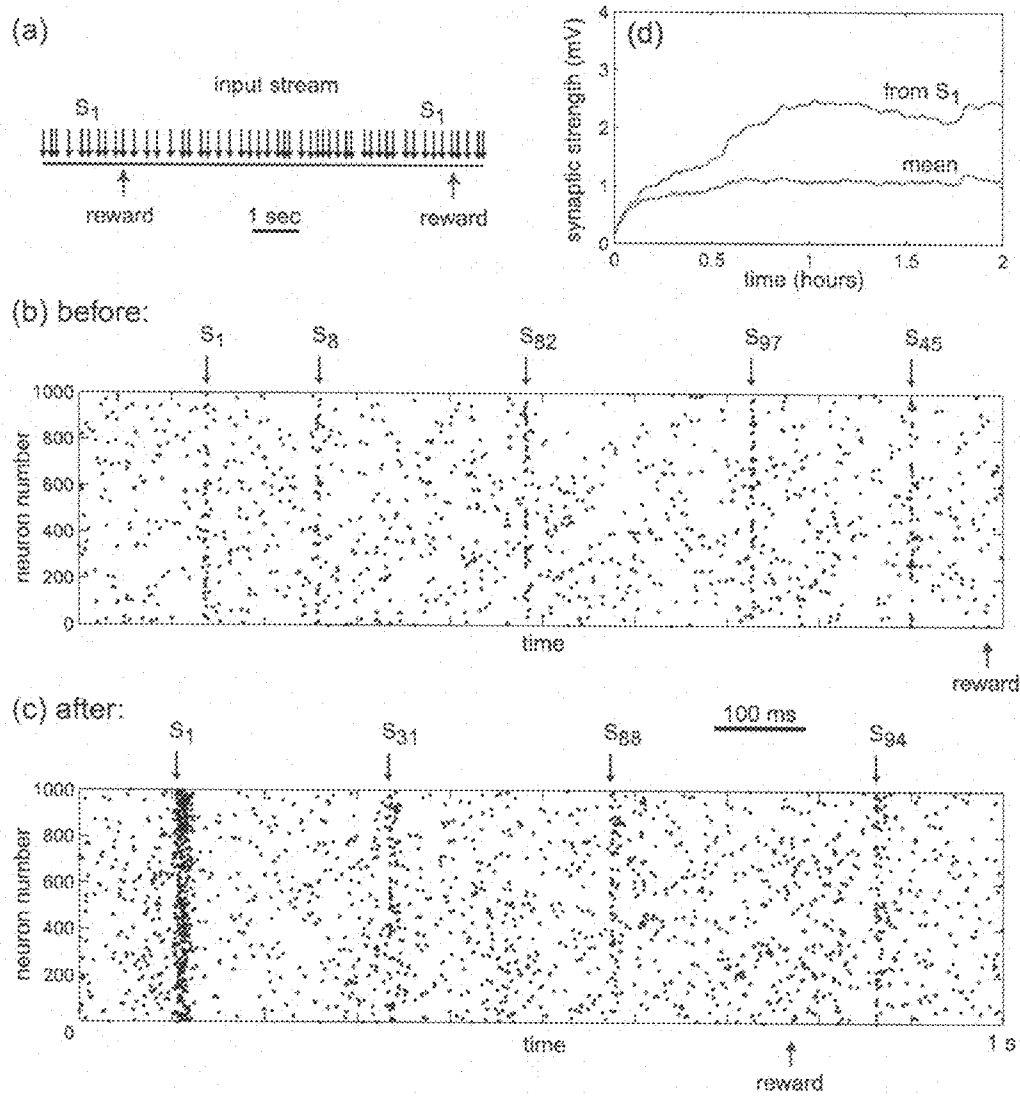 (a)
input stream
S1 S1
reward 1 sec reward
(d)
synaptic strength (mV)
4
3
2
1
0
from S1
mean
0 0.5 1 1.5 2
time (hours)
(b) before:
S1 S8 S82 S97 S45
neuron number
1000
800
600
400
200
0
time
reward
(c) after:
100 ms
S1 S31 S88 S94
neuron number
1000
800
600
400
200
0
time 1 s
reward